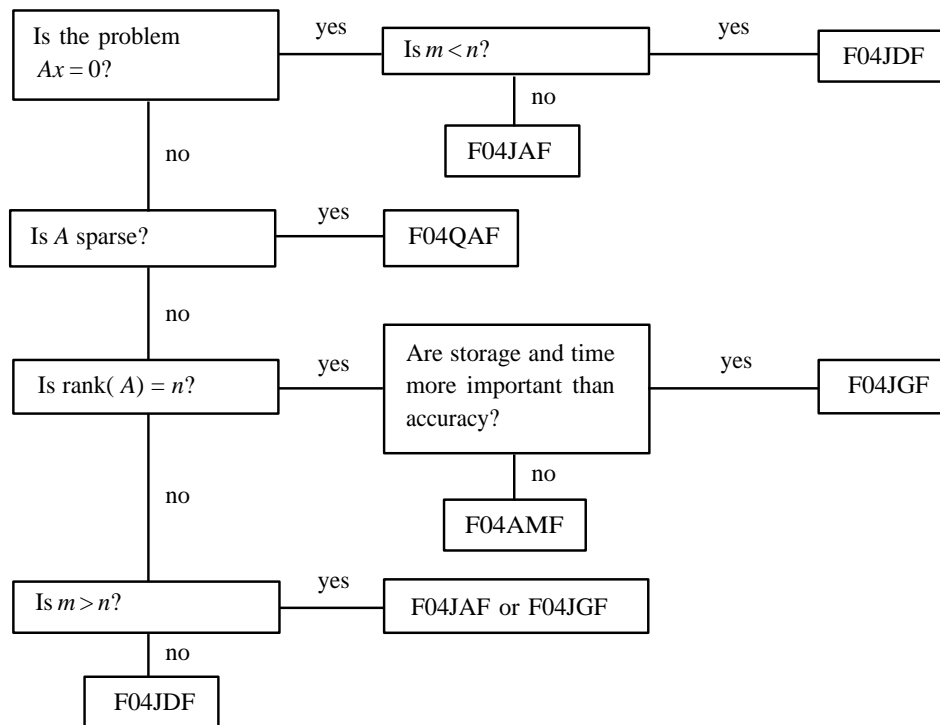 Is the problem
Ax = 0?
yes
Is m < n?
yes
F04JDF
no
F04JAF
no
Is A sparse?
yes
F04QAF
no
Is rank( A) = n?
yes
Are storage and time
more important than
accuracy?
yes
F04JGF
no
F04AMF
no
Is m > n?
yes
F04JAF or F04JGF
no
F04JDF